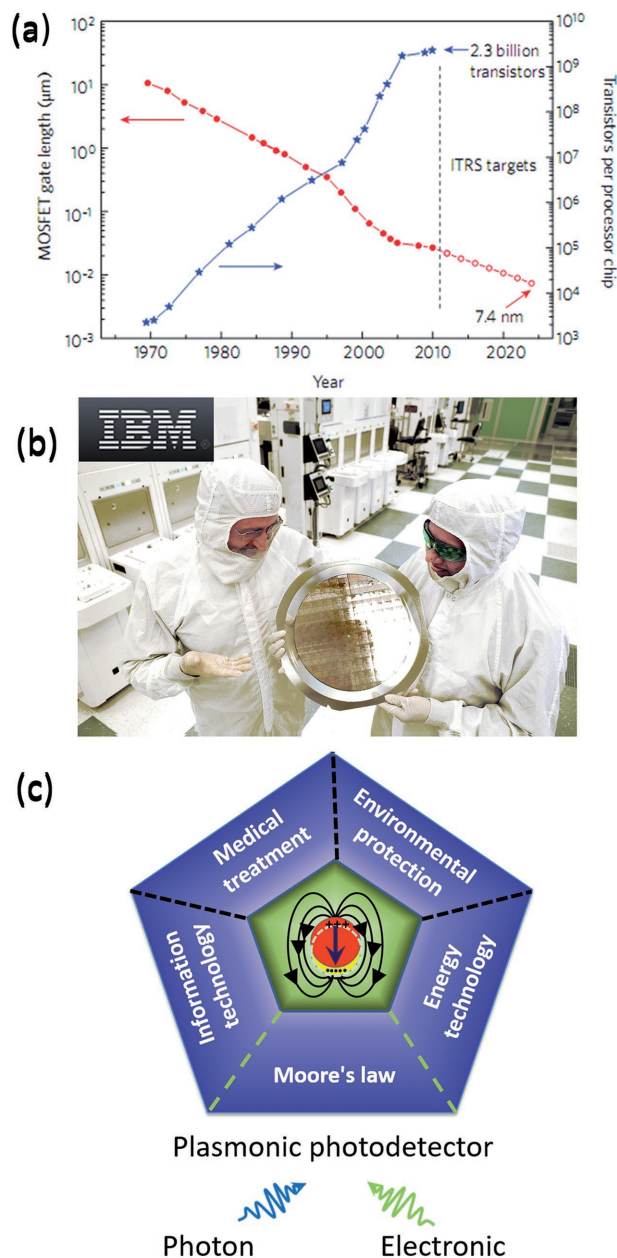 (a)
MOSFET gate length (μm)
10²
10¹
10⁰
10⁻¹
10⁻²
10⁻³
1970
1980
1990
2000
2010
2020
Year
10¹⁰
10⁹
10⁸
10⁷
10⁶
10⁵
10⁴
10³
Transistors per processor chip
2.3 billion
transistors
ITRS targets
7.4 nm
(b)
IBM®
(c)
Medical
treatment
Environmental
protection
Information
technology
Energy
technology
+++
Moore's law
Plasmonic photodetector
Photon
Electronic